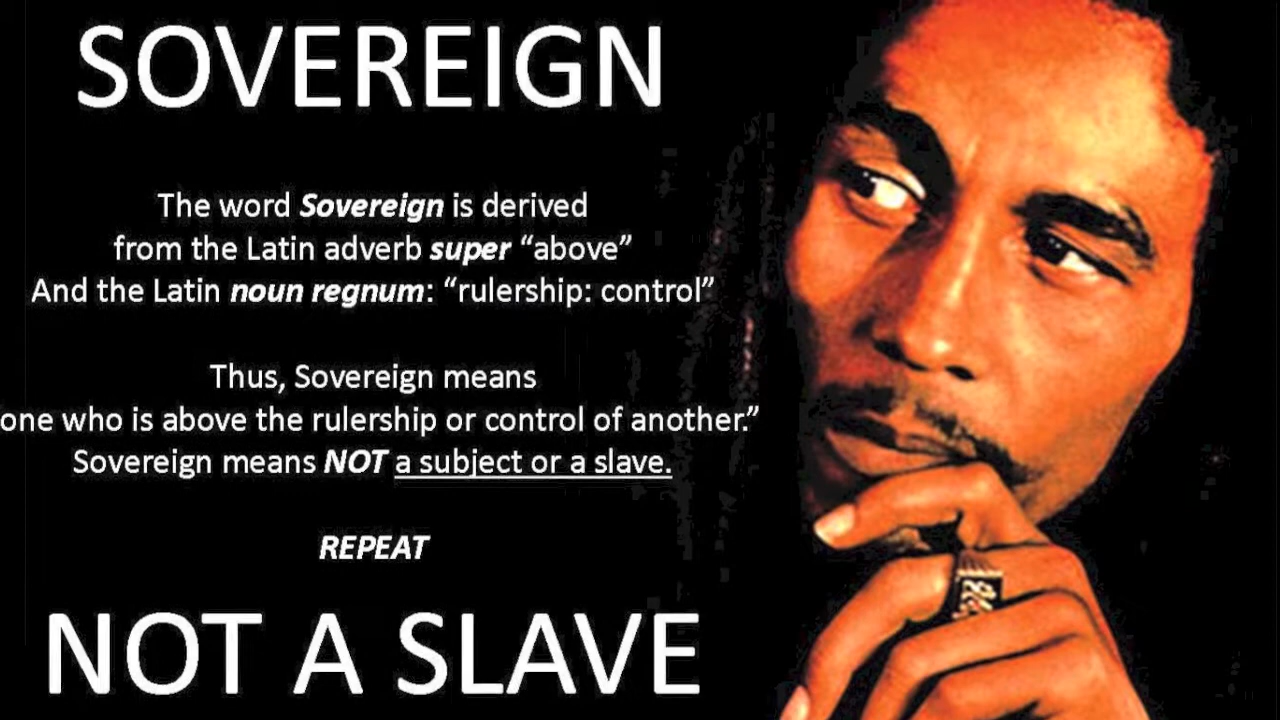 SOVEREIGN
The word Sovereign is derived
from the Latin adverb super “above”
And the Latin noun regnum: “rulership: control”
Thus, Sovereign means
one who is above the rulership or control of another.”
Sovereign means NOT a subject or a slave.
REPEAT
NOT A SLAVE